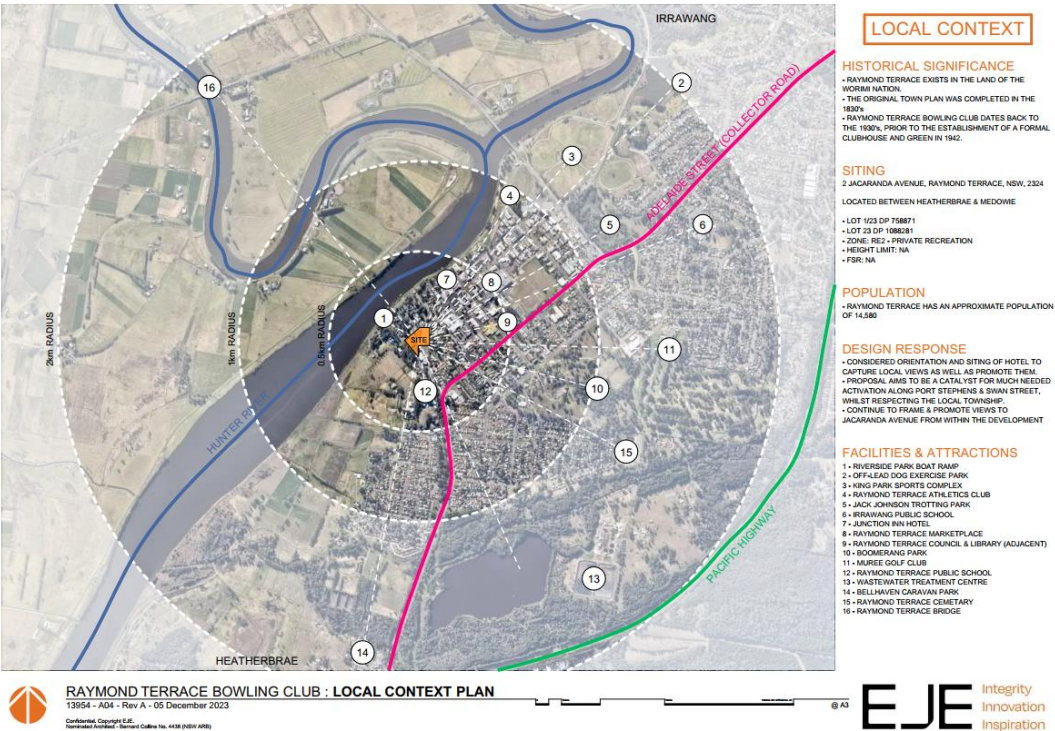 IRRAWANG
16
2
3
4
5
6
7
8
1
9
11
10
12
15
13
14
SITE
2km RADIUS
1km RADIUS
0.5km RADIUS
ADELAIDE STREET (COLLECTOR ROAD)
PACIFIC HIGHWAY
HEATHERBRAE
LOCAL CONTEXT
HISTORICAL SIGNIFICANCE
• RAYMOND TERRACE EXISTS IN THE LAND OF THE
WORIMI NATION.
• THE ORIGINAL TOWN PLAN WAS COMPLETED IN THE
1830's
• RAYMOND TERRACE BOWLING CLUB DATES BACK TO
THE 1930's, PRIOR TO THE ESTABLISHMENT OF A FORMAL
CLUBHOUSE AND GREEN IN 1942.
SITING
2 JACARANDA AVENUE, RAYMOND TERRACE, NSW, 2324
LOCATED BETWEEN HEATHERBRAE & MEDOWIE
• LOT 1/23 DP 758871
• LOT 23 DP 1088281
• ZONE: RE2 - PRIVATE RECREATION
• HEIGHT LIMIT: NA
• FSR: NA
POPULATION
• RAYMOND TERRACE HAS AN APPROXIMATE POPULATION
OF 14,580
DESIGN RESPONSE
• CONSIDERED ORIENTATION AND SITING OF HOTEL TO
CAPTURE LOCAL VIEWS AS WELL AS PROMOTE THEM.
• PROPOSAL AIMS TO BE A CATALYST FOR MUCH NEEDED
ACTIVATION ALONG PORT STEPHENS & SWAN STREET,
WHILST RESPECTING THE LOCAL TOWNSHIP.
• CONTINUE TO FRAME & PROMOTE VIEWS TO
JACARANDA AVENUE FROM WITHIN THE DEVELOPMENT
FACILITIES & ATTRACTIONS
1 - RIVERSIDE PARK BOAT RAMP
2 - OFF-LEAD DOG EXERCISE PARK
3 - KING PARK SPORTS COMPLEX
4 - RAYMOND TERRACE ATHLETICS CLUB
5 - JACK JOHNSON TROTTING PARK
6 - IRRAWANG PUBLIC SCHOOL
7 - JUNCTION INN HOTEL
8 - RAYMOND TERRACE MARKETPLACE
9 - RAYMOND TERRACE COUNCIL & LIBRARY (ADJACENT)
10 - BOOMERANG PARK
11 - MUREE GOLF CLUB
12 - RAYMOND TERRACE PUBLIC SCHOOL
13 - WASTEWATER TREATMENT CENTRE
14 - BELLHAVEN CARAVAN PARK
15 - RAYMOND TERRACE CEMETARY
16 - RAYMOND TERRACE BRIDGE
RAYMOND TERRACE BOWLING CLUB : LOCAL CONTEXT PLAN
13954 - A04 - Rev A - 05 December 2023
Confidential, Copyright EJE.
Nominated Architect - Bernard Collins No. 4438 (NSW ARB)
@ A3
EJE
Integrity
Innovation
Inspiration